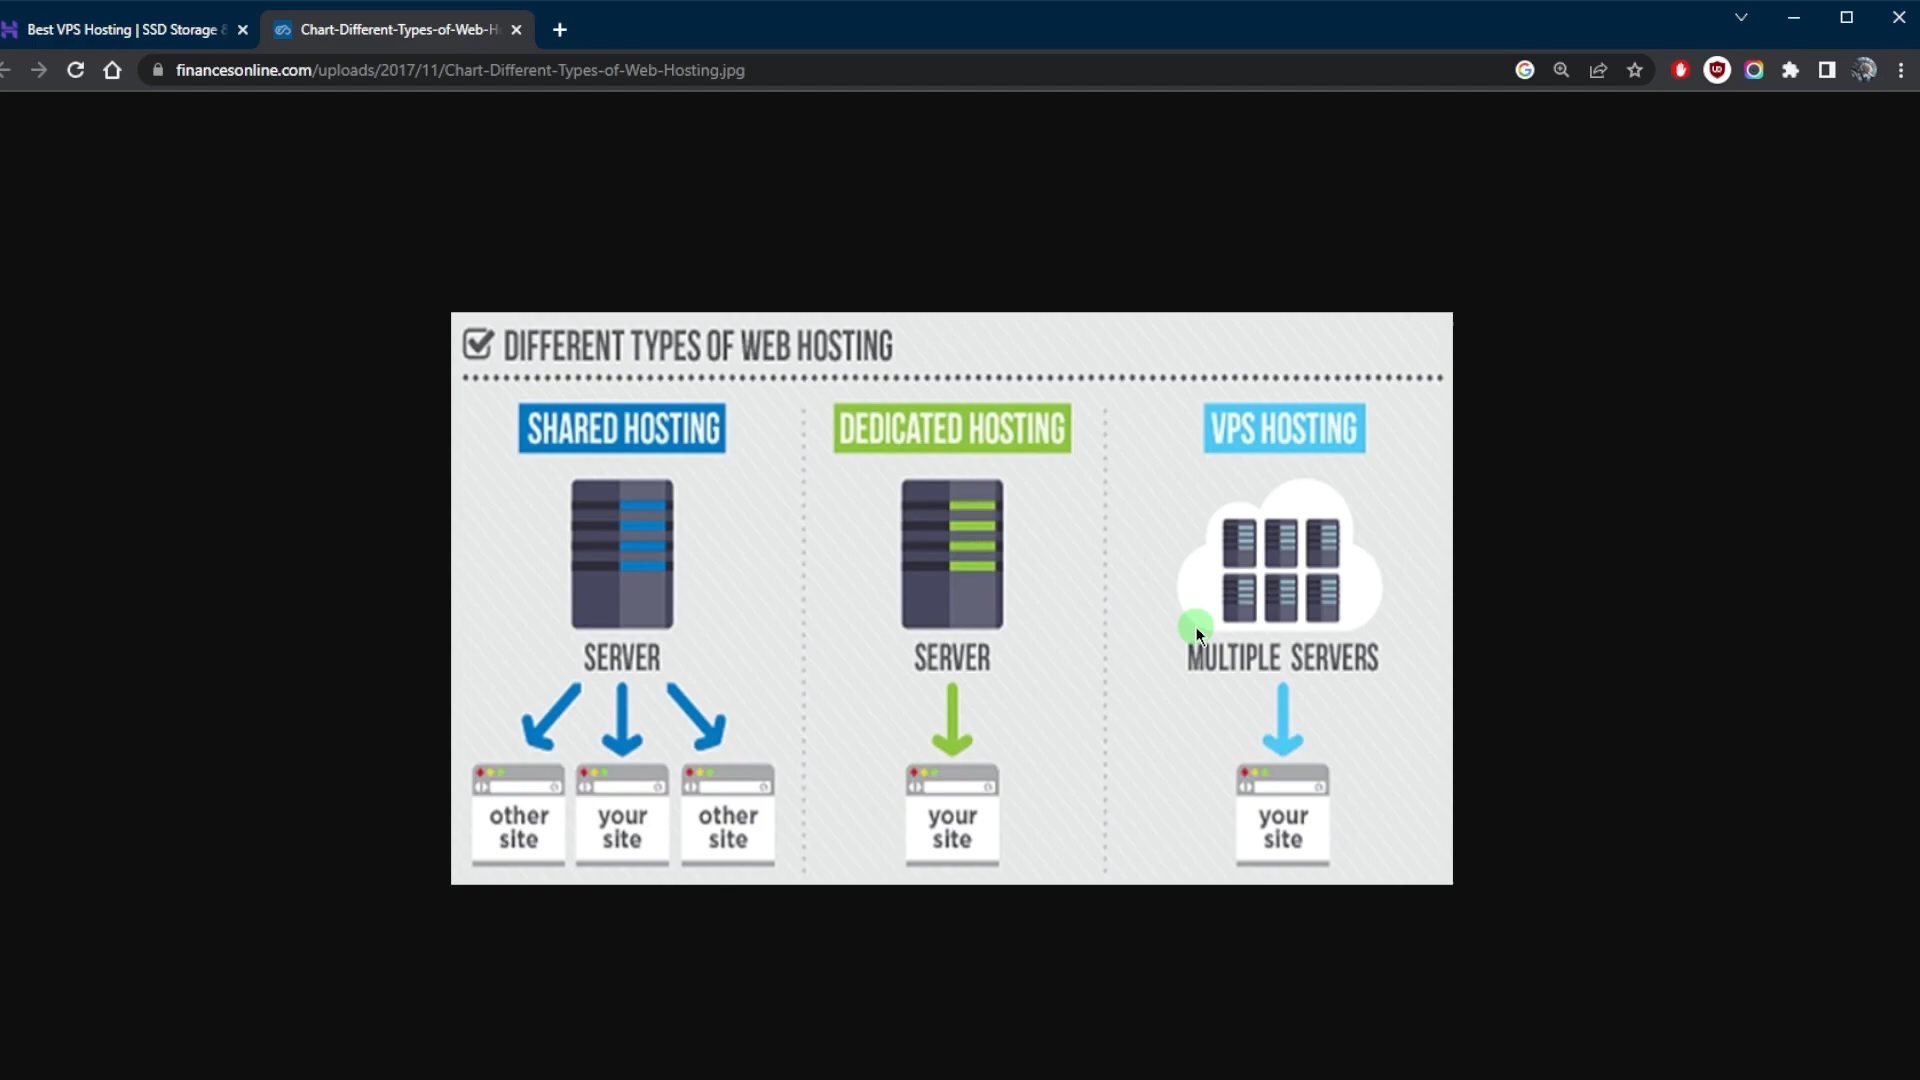 Best VPS Hosting | SSD Storage &
Chart-Different-Types-of-Web-H
financesonline.com/uploads/2017/11/Chart-Different-Types-of-Web-Hosting.jpg
DIFFERENT TYPES OF WEB HOSTING
SHARED HOSTING
DEDICATED HOSTING
VPS HOSTING
SERVER
SERVER
MULTIPLE SERVERS
other
site
your
site
other
site
your
site
your
site